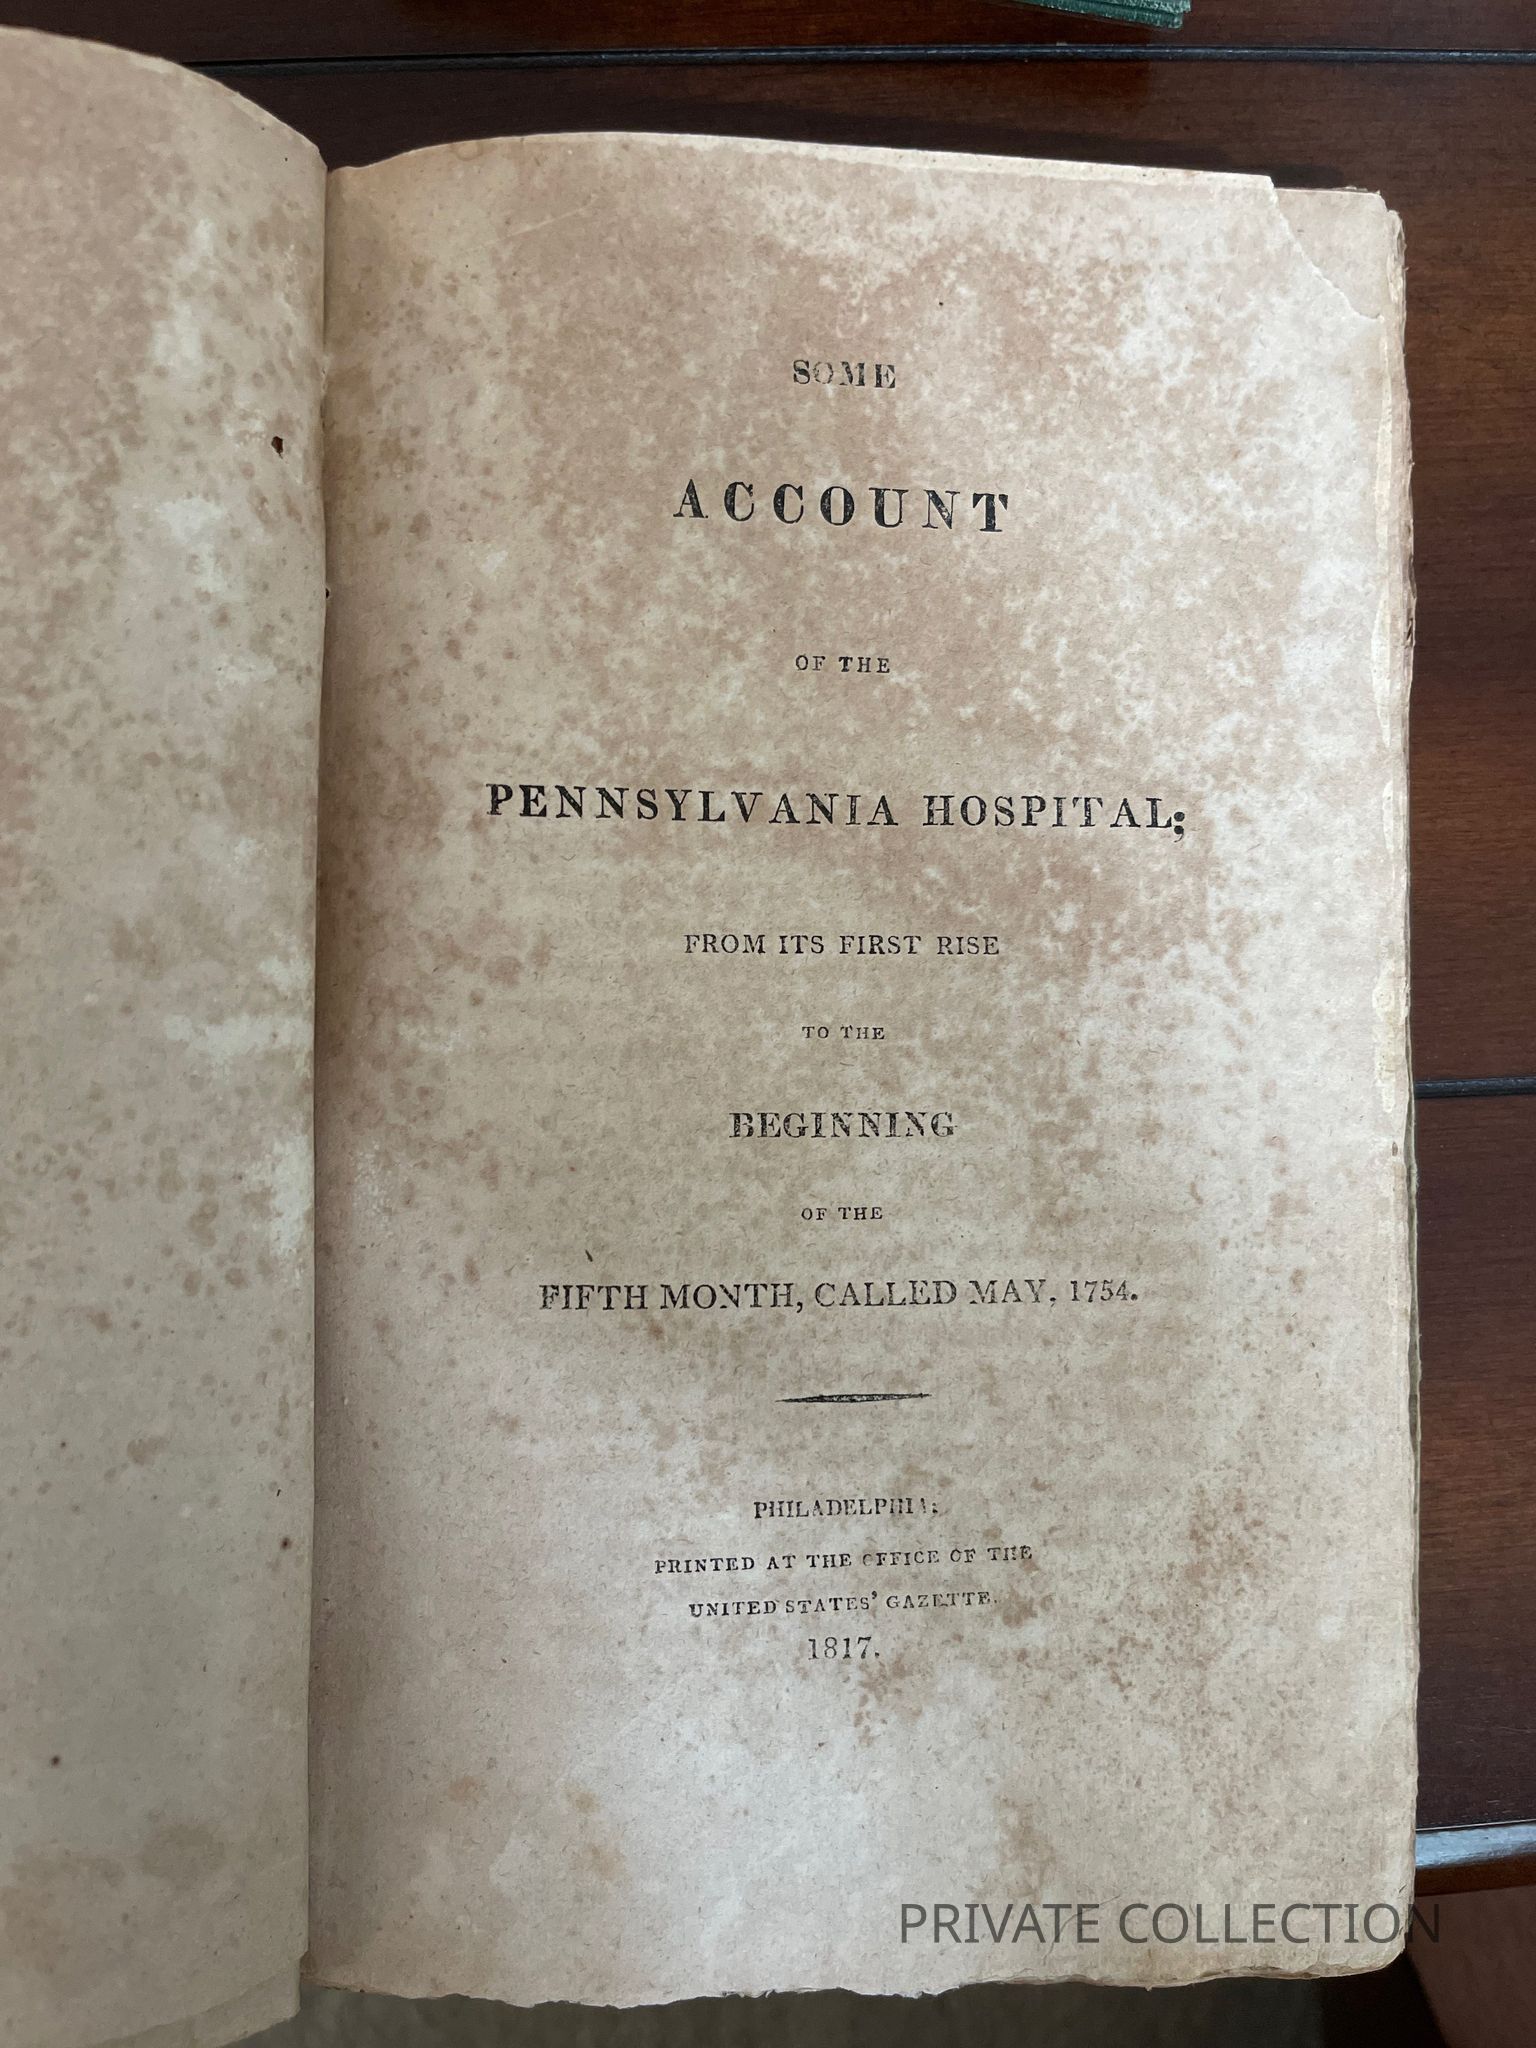 SOME
ACCOUNT
OF THE
PENNSYLVANIA HOSPITAL;
FROM ITS FIRST RISE
TO THE
BEGINNING
OF THE
FIFTH MONTH, CALLED MAY, 1754.
PHILADELPHIA:
PRINTED AT THE OFFICE OF THE
UNITED STATES' GAZETTE.
1817.
PRIVATE COLLECTION